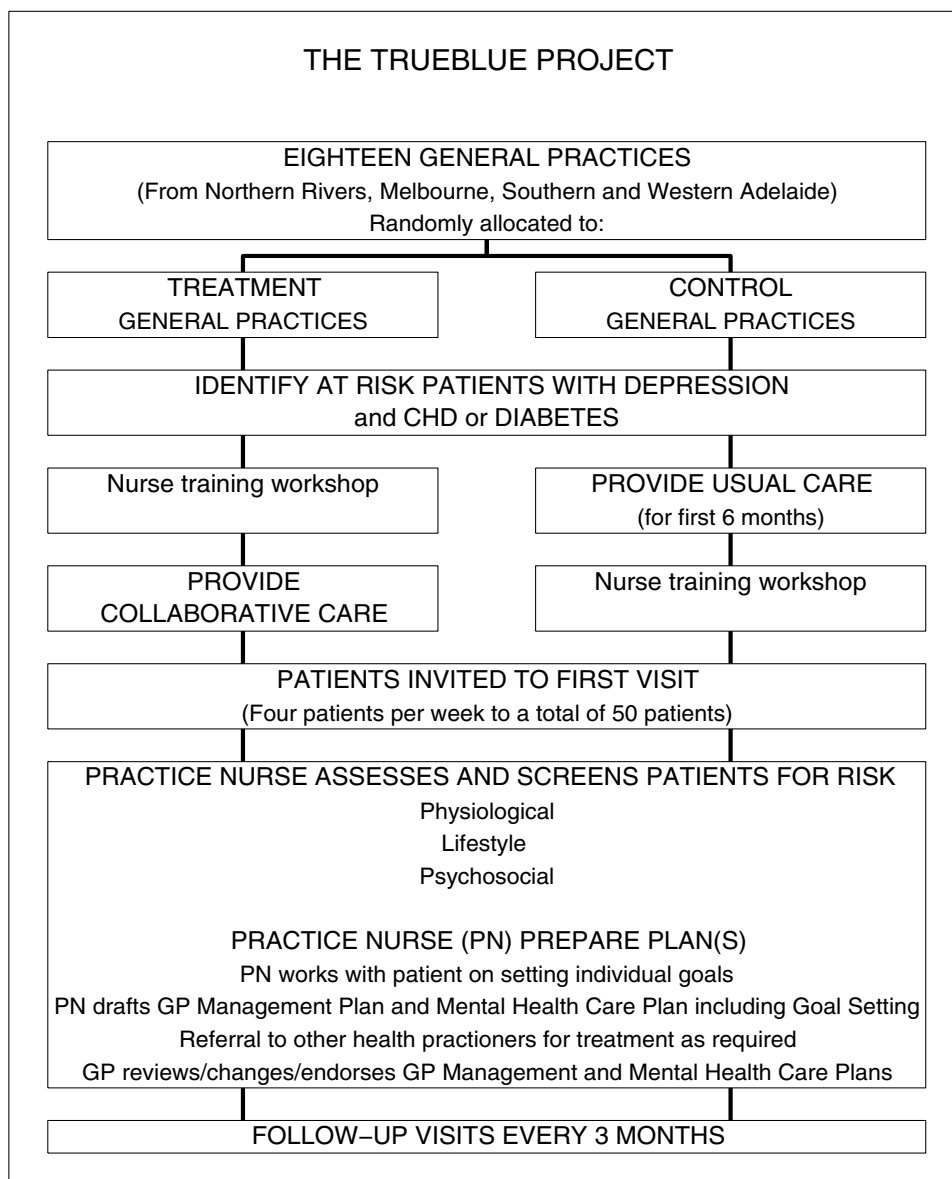 THE TRUEBLUE PROJECT
EIGHTEEN GENERAL PRACTICES
(From Northern Rivers, Melbourne, Southern and Western Adelaide)
Randomly allocated to:
TREATMENT
GENERAL PRACTICES
CONTROL
GENERAL PRACTICES
IDENTIFY AT RISK PATIENTS WITH DEPRESSION
and CHD or DIABETES
Nurse training workshop
PROVIDE USUAL CARE
(for first 6 months)
PROVIDE
COLLABORATIVE CARE
Nurse training workshop
PATIENTS INVITED TO FIRST VISIT
(Four patients per week to a total of 50 patients)
PRACTICE NURSE ASSESSES AND SCREENS PATIENTS FOR RISK
Physiological
Lifestyle
Psychosocial
PRACTICE NURSE (PN) PREPARE PLAN(S)
PN works with patient on setting individual goals
PN drafts GP Management Plan and Mental Health Care Plan including Goal Setting
Referral to other health practitioners for treatment as required
GP reviews/changes/endorses GP Management and Mental Health Care Plans
FOLLOW−UP VISITS EVERY 3 MONTHS